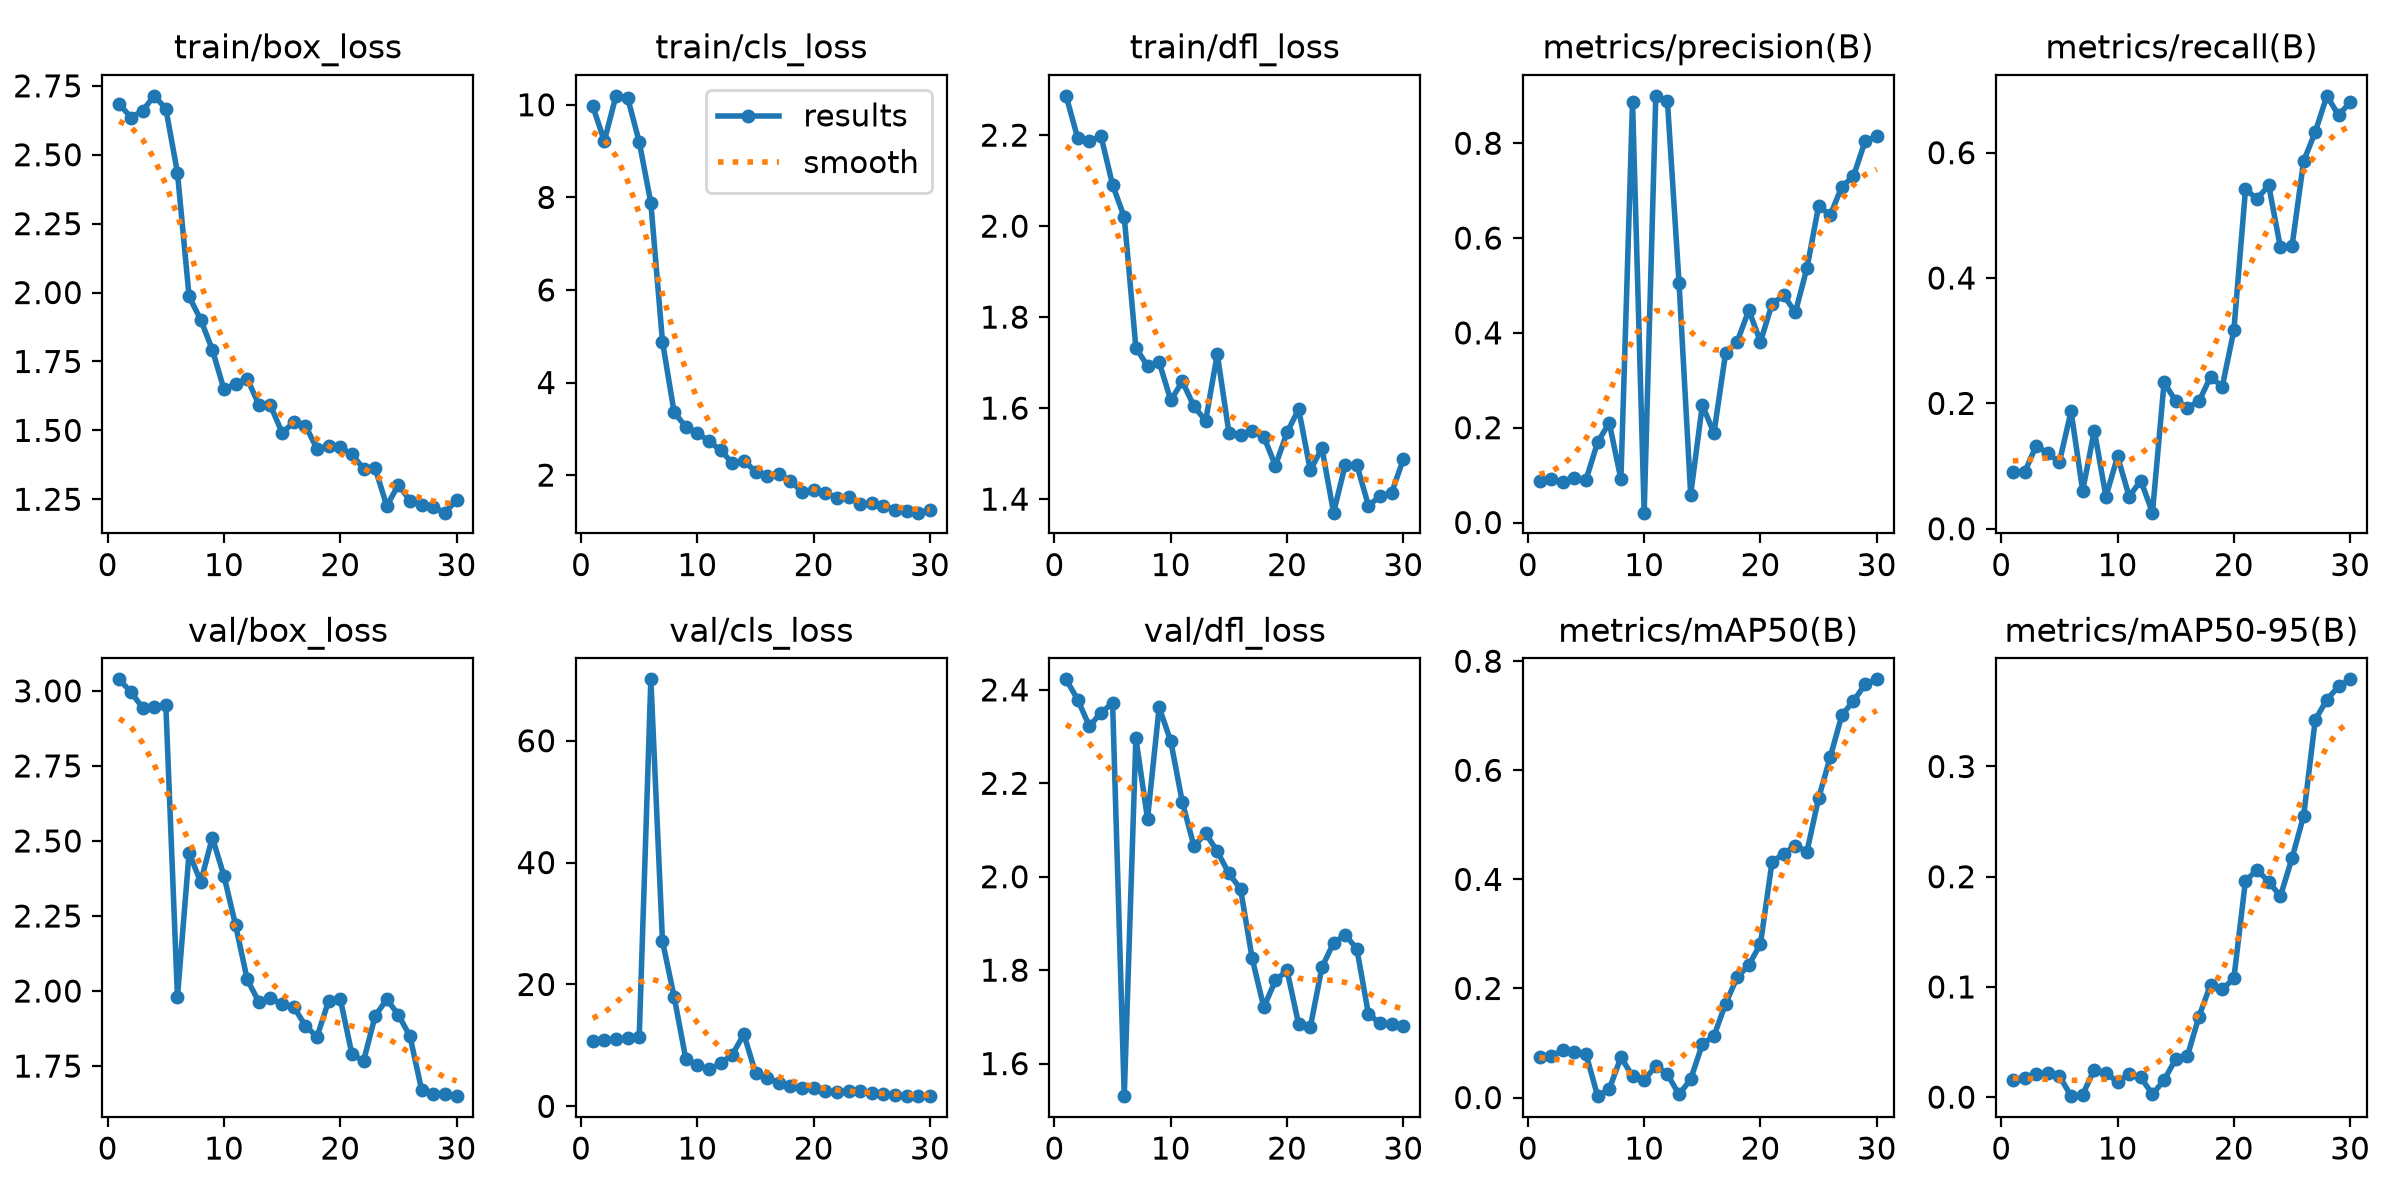 train/box_loss
2.75
2.50
2.25
2.00
1.75
1.50
1.25
0 10 20 30
train/cls_loss
results
smooth
10
8
6
4
2
0 10 20 30
train/dfl_loss
2.2
2.0
1.8
1.6
1.4
0 10 20 30
metrics/precision(B)
0.8
0.6
0.4
0.2
0.0
0 10 20 30
metrics/recall(B)
0.6
0.4
0.2
0.0
0 10 20 30
val/box_loss
3.00
2.75
2.50
2.25
2.00
1.75
0 10 20 30
val/cls_loss
60
40
20
0
0 10 20 30
val/dfl_loss
2.4
2.2
2.0
1.8
1.6
0 10 20 30
metrics/mAP50(B)
0.8
0.6
0.4
0.2
0.0
0 10 20 30
metrics/mAP50-95(B)
0.3
0.2
0.1
0.0
0 10 20 30